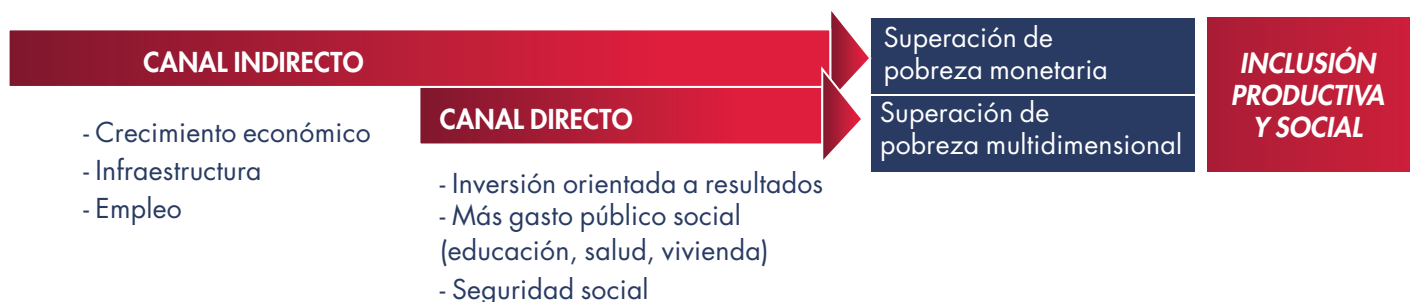 CANAL INDIRECTO
- Crecimiento económico
- Infraestructura
- Empleo
CANAL DIRECTO
- Inversión orientada a resultados
- Más gasto público social
(educación, salud, vivienda)
- Seguridad social
Superación de
pobreza monetaria
Superación de
pobreza multidimensional
INCLUSIÓN
PRODUCTIVA
Y SOCIAL